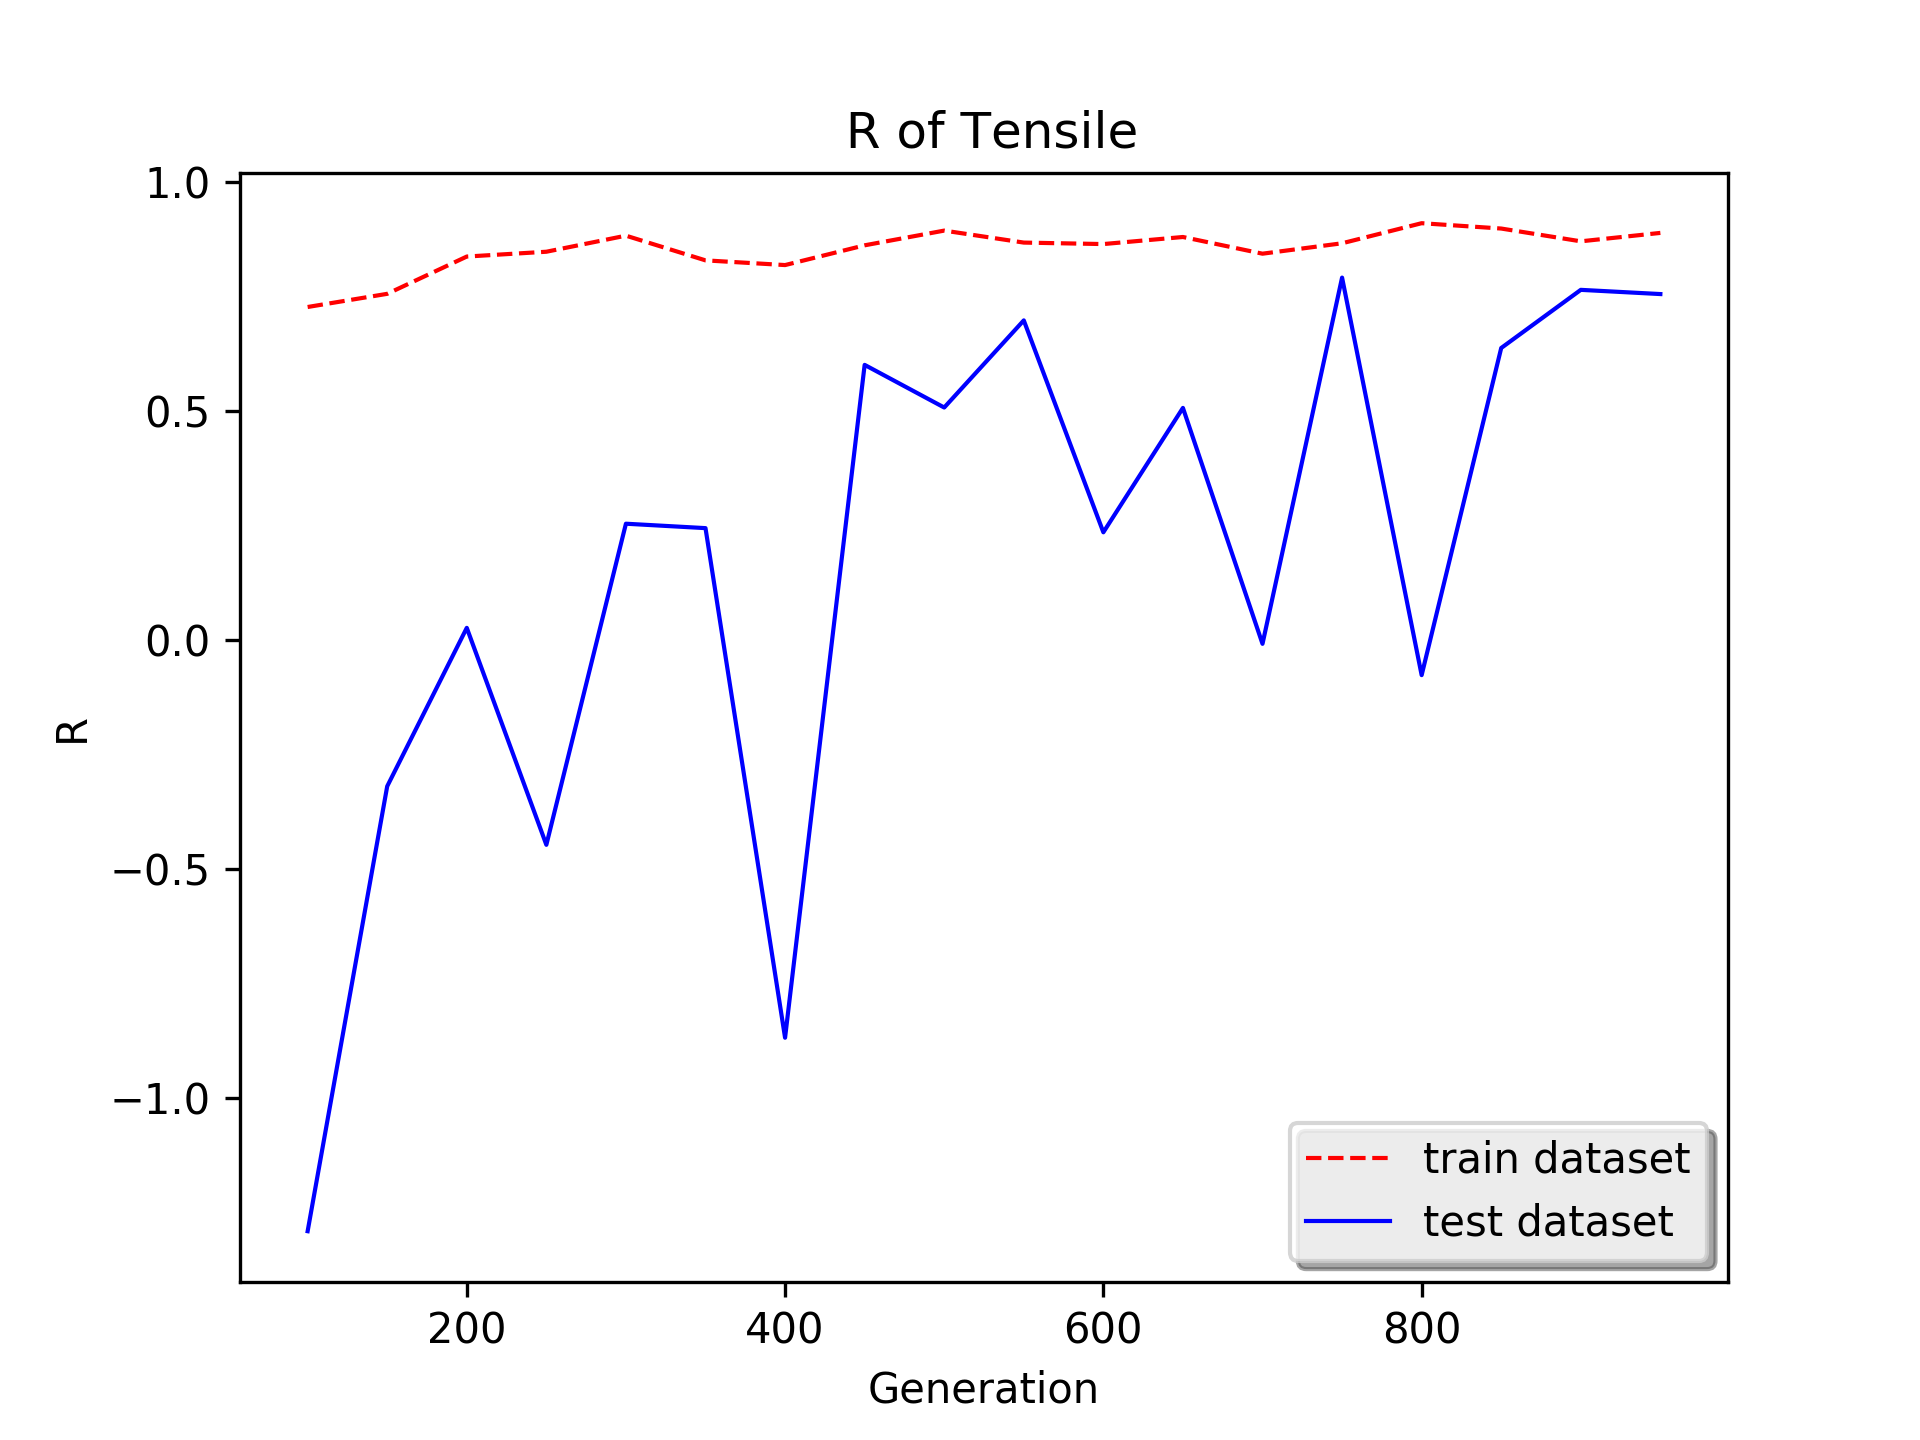 R of Tensile
1.0
0.5
0.0
−0.5
−1.0
R
200 400 600 800
Generation
train dataset
test dataset